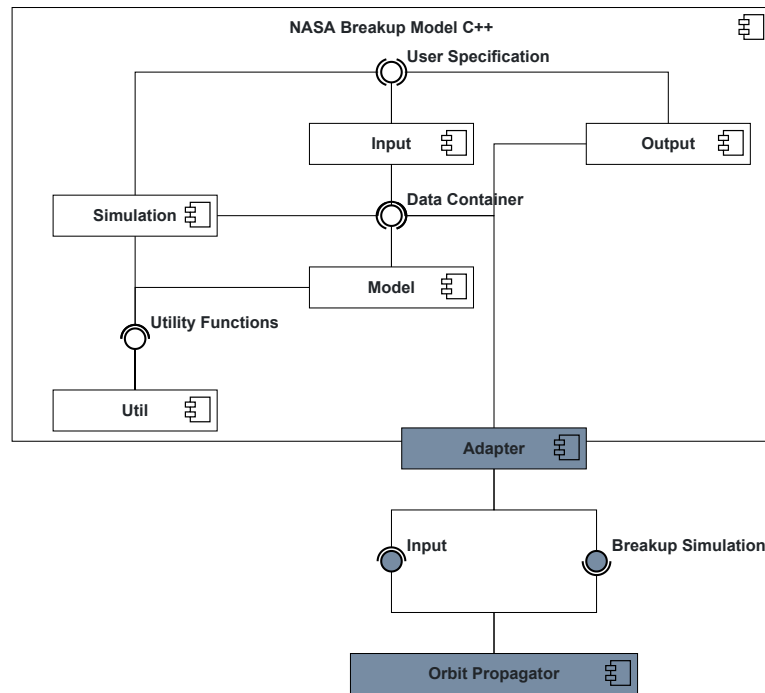 NASA Breakup Model C++
User Specification
Input
Output
Simulation
Data Container
Model
Utility Functions
Util
Adapter
Input
Breakup Simulation
Orbit Propagator